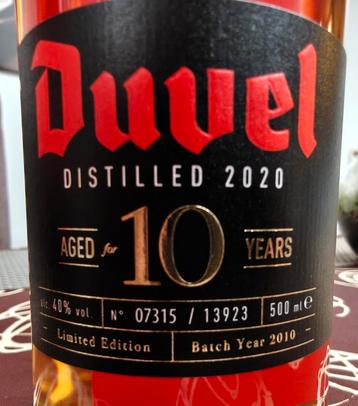 Duvel
DISTILLED 2020
AGED for 10 YEARS
alc. 40% vol. N° 07315 / 13923 500 ml ℮
Limited Edition Batch Year 2010